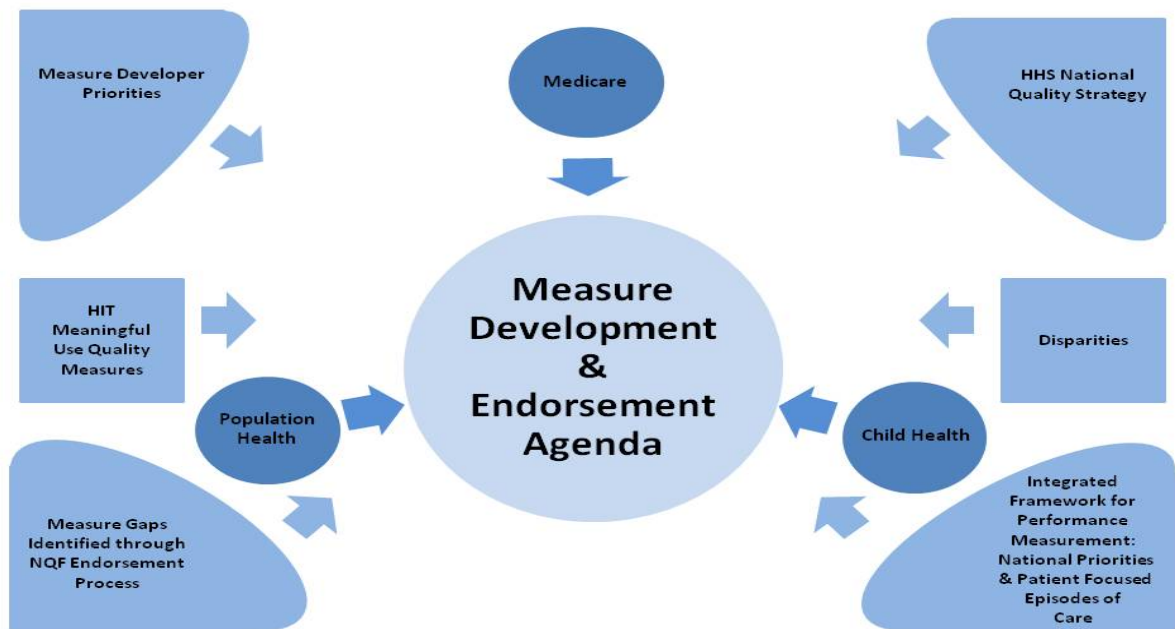 Measure Developer
Priorities
Medicare
HHS National
Quality Strategy
HIT
Meaningful
Use Quality
Measures
Measure
Development
&
Endorsement
Agenda
Disparities
Population
Health
Child Health
Measure Gaps
Identified through
NQF Endorsement
Process
Integrated
Framework for
Performance
Measurement:
National Priorities
& Patient Focused
Episodes of
Care